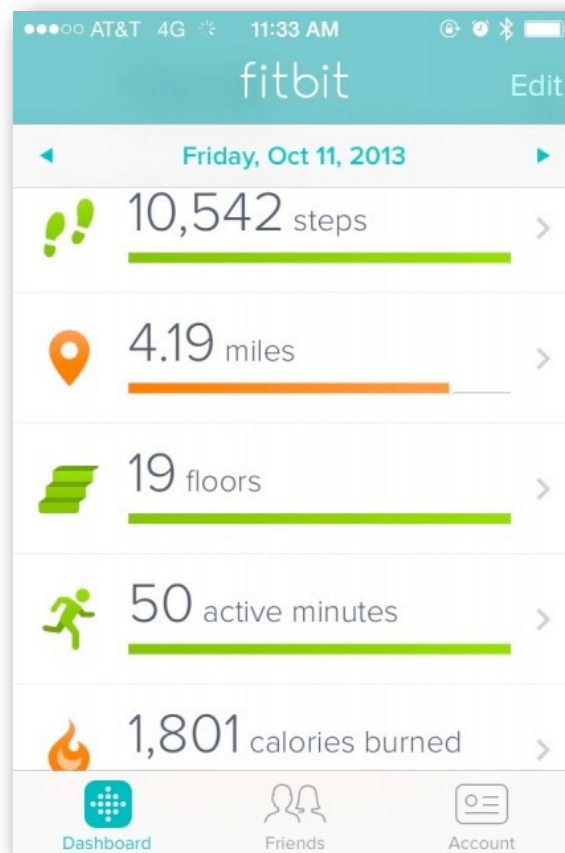 AT&T 4G 11:33 AM
fitbit Edit
Friday, Oct 11, 2013
10,542 steps
4.19 miles
19 floors
50 active minutes
1,801 calories burned
Dashboard Friends Account